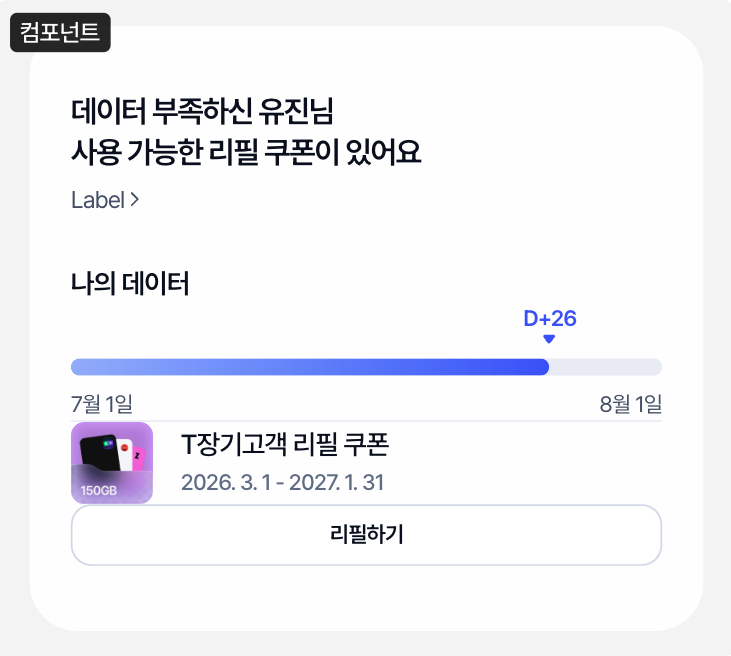 컴포넌트
데이터 부족하신 유진님
사용 가능한 리필 쿠폰이 있어요
Label >
나의 데이터
D+26
7월 1일
8월 1일
T장기고객 리필 쿠폰
150GB
2026. 3. 1 - 2027. 1. 31
리필하기